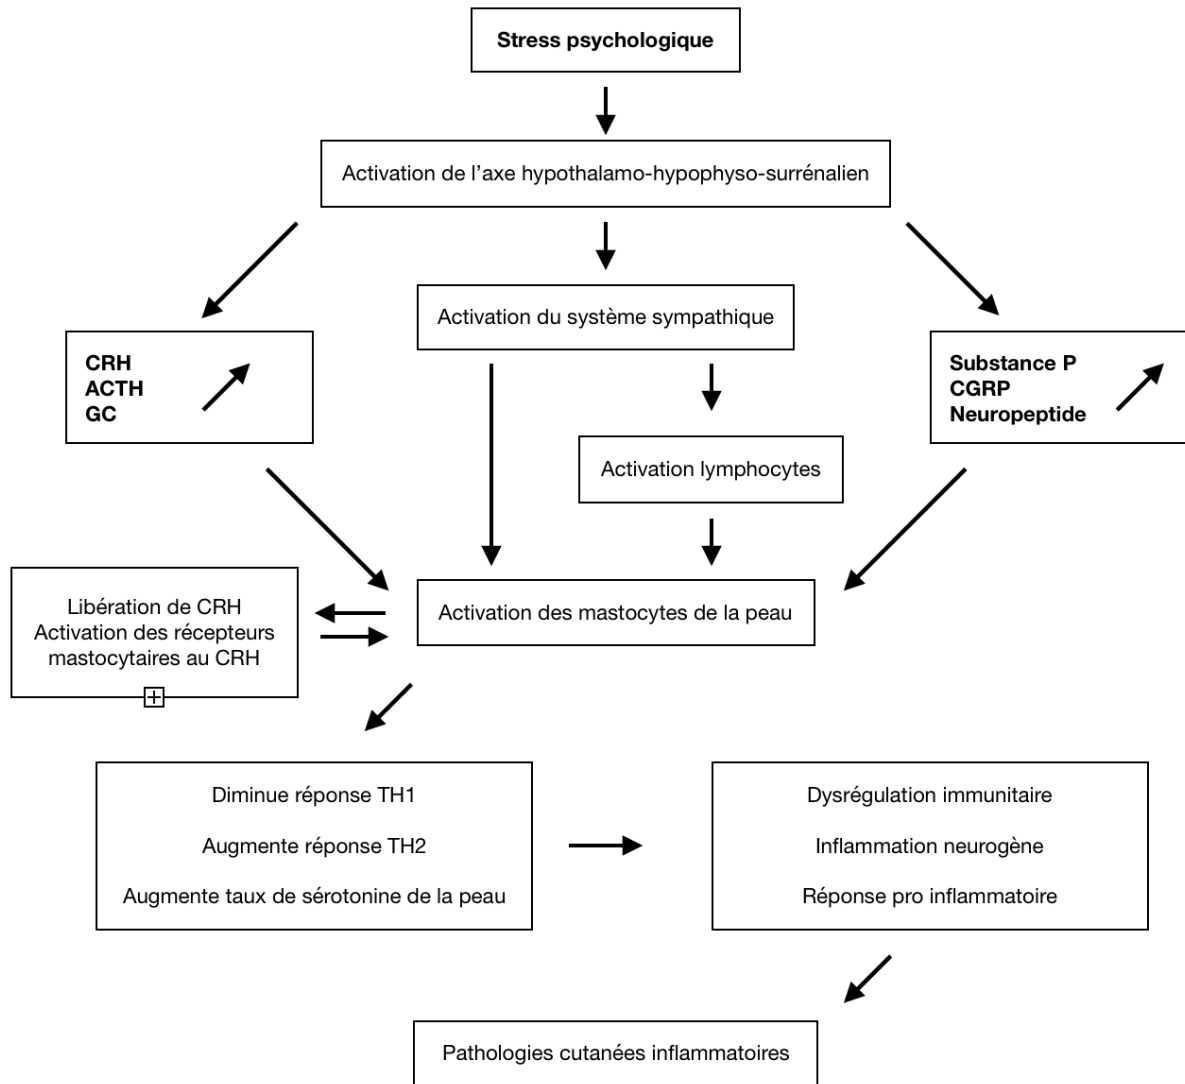 Stress psychologique
Activation de l’axe hypothalamo-hypophyso-surrénalien
Activation du système sympathique
CRH
ACTH
GC
Substance P
CGRP
Neuropeptide
Activation lymphocytes
Libération de CRH
Activation des récepteurs
mastocytaires au CRH
Activation des mastocytes de la peau
Diminue réponse TH1
Augmente réponse TH2
Augmente taux de sérotonine de la peau
Dysrégulation immunitaire
Inflammation neurogène
Réponse pro inflammatoire
Pathologies cutanées inflammatoires